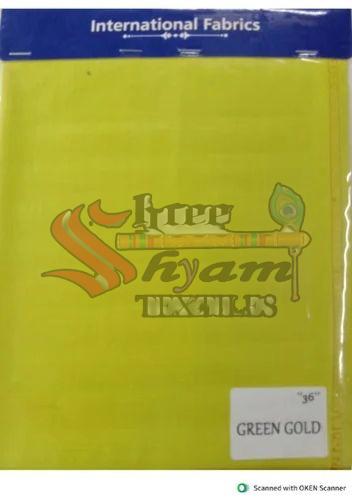 International Fabrics
Shree
Shyam
TEXTILES
"36"
GREEN GOLD
Scanned with OKEN Scanner